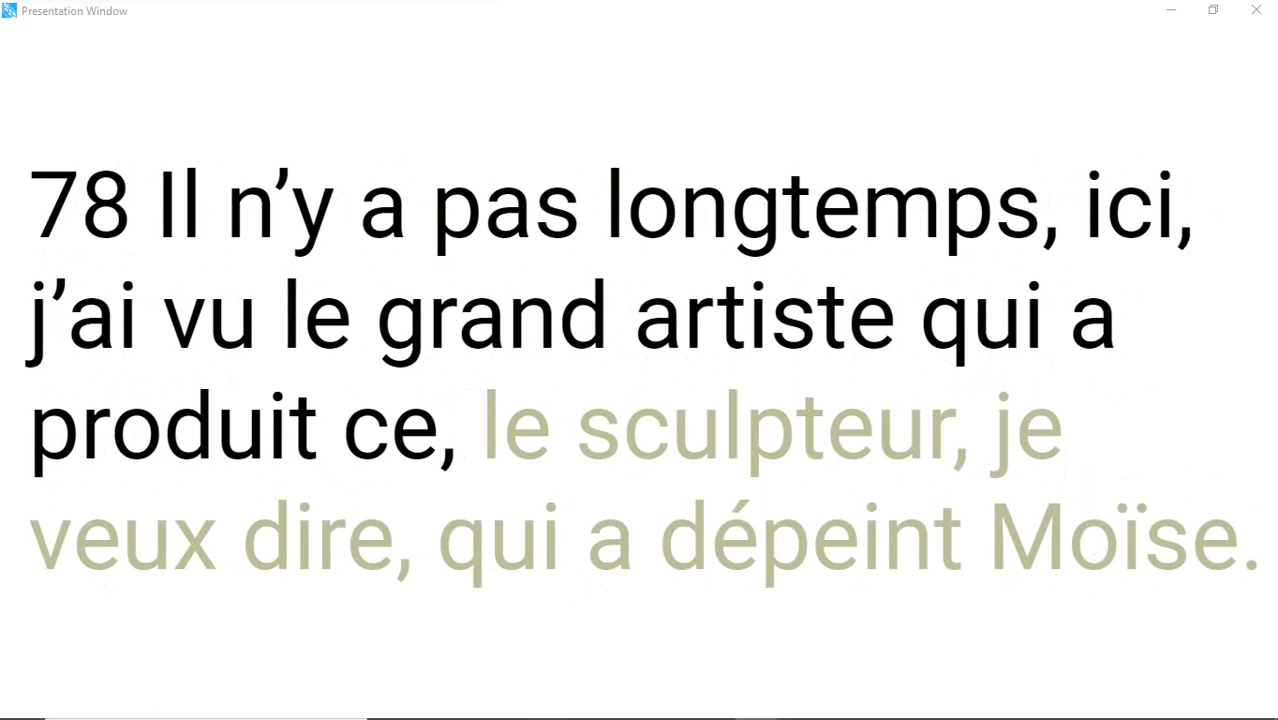 Presentation Window
78 Il n’y a pas longtemps, ici,
j’ai vu le grand artiste qui a
produit ce, le sculpteur, je
veux dire, qui a dépeint Moïse.